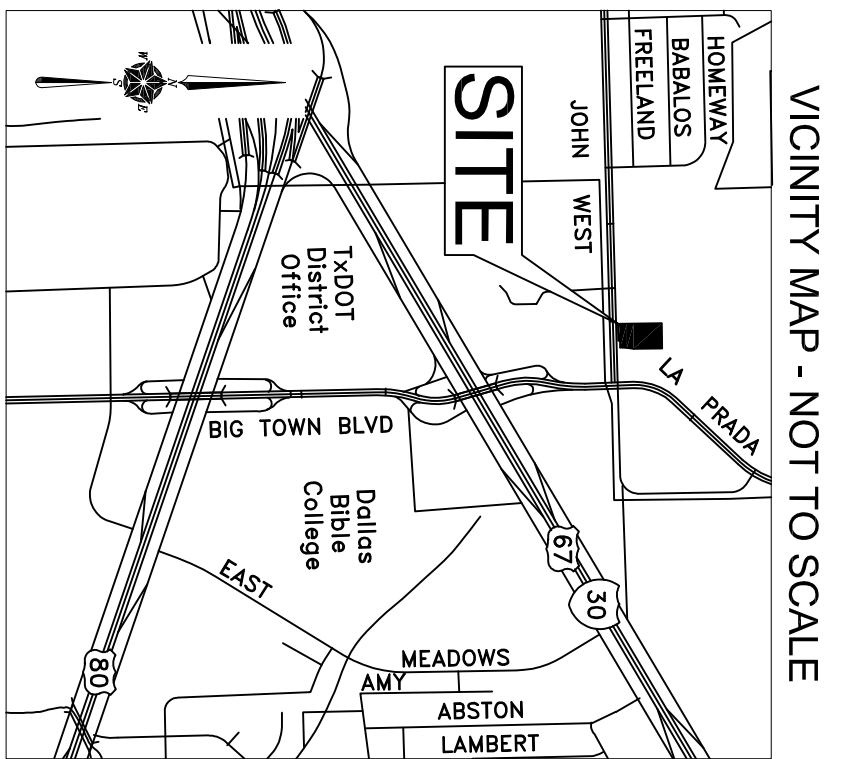 VICINITY MAP - NOT TO SCALE
HOMEWAY
BABALOS
FREELAND
JOHN WEST
SITE
LA PRADA
N
W
E
S
TxDOT
District
Office
BIG TOWN BLVD
Dallas
Bible
College
67
30
80
EAST
MEADOWS
AMY
ABSTON
LAMBERT